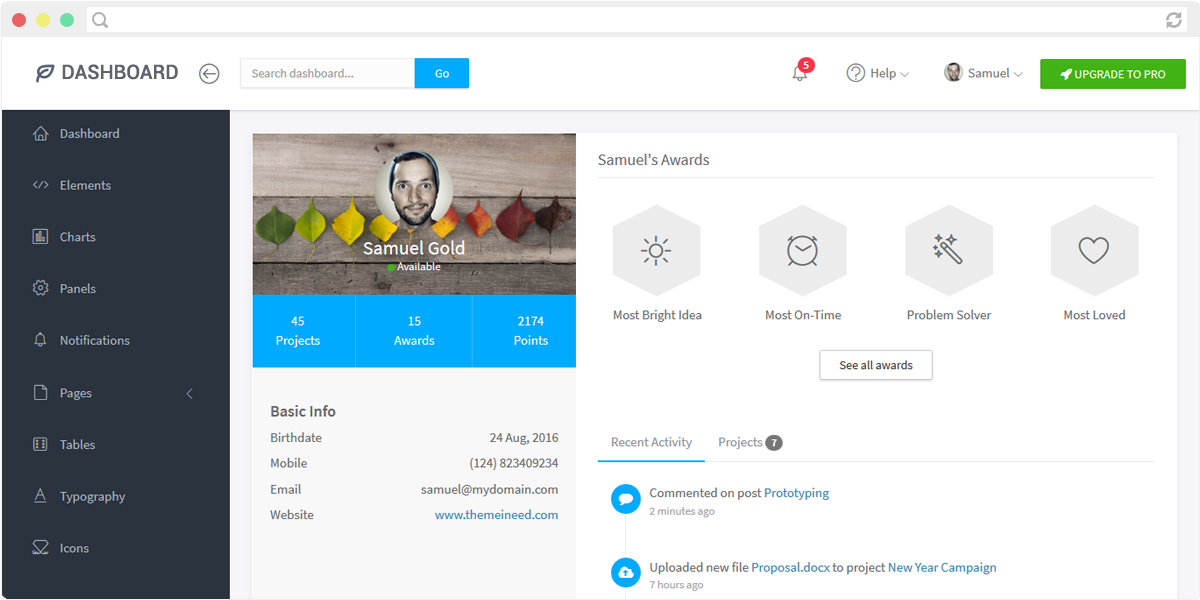 DASHBOARD
Search dashboard...
Go
5
Help
Samuel
UPGRADE TO PRO
Dashboard
Elements
Charts
Panels
Notifications
Pages
Tables
Typography
Icons
Samuel Gold
Available
45
Projects
15
Awards
2174
Points
Basic Info
Birthdate 24 Aug, 2016
Mobile (124) 823409234
Email samuel@mydomain.com
Website www.themeineed.com
Samuel's Awards
Most Bright Idea
Most On-Time
Problem Solver
Most Loved
See all awards
Recent Activity
Projects 7
Commented on post Prototyping
2 minutes ago
Uploaded new file Proposal.docx to project New Year Campaign
7 hours ago